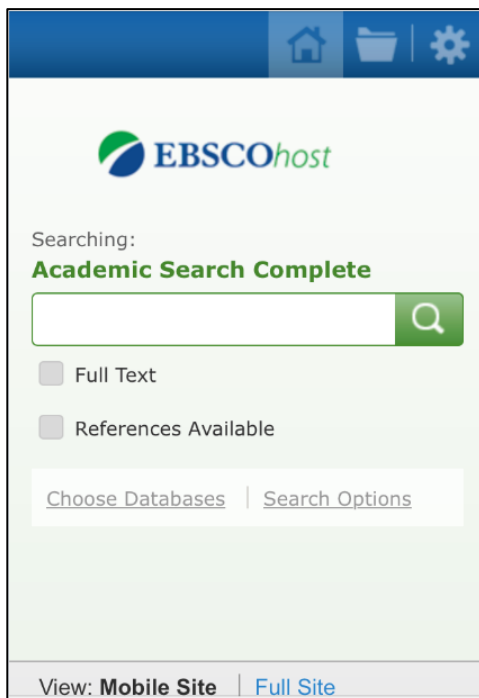 EBSCOhost
Searching:
Academic Search Complete
Full Text
References Available
Choose Databases | Search Options
View: Mobile Site | Full Site